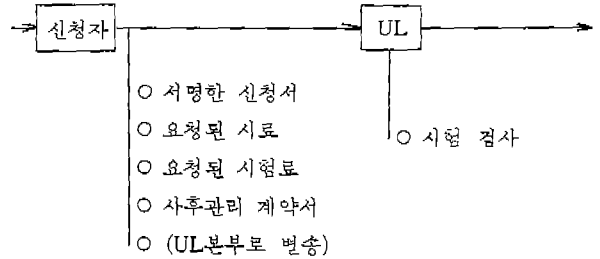 신청자
UL
○ 서명한 신청서
○ 요청된 시료
○ 요청된 시험료
○ 사후관리 계약서
○ (UL본부로 별송)
○ 시험 검사